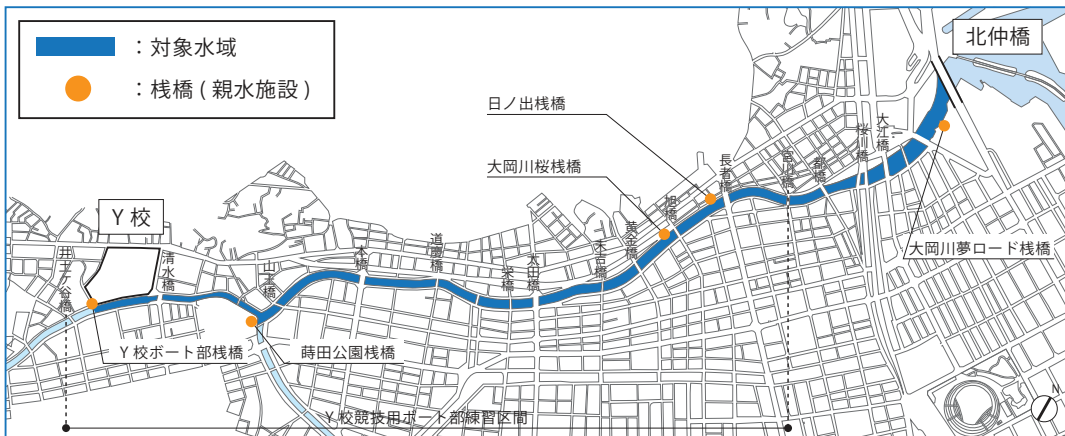 ：対象水域
：桟橋 ( 親水施設 )
北仲橋
日ノ出桟橋
大岡川桜桟橋
大岡川夢ロード桟橋
Y 校
井土ヶ谷橋
清水橋
山王橋
本橋
道慶橋
栄橋
太田橋
末吉橋
黄金橋
旭橋
長者橋
宮川橋
都橋
桜川橋
大江橋
Y 校ボート部桟橋
蒔田公園桟橋
Y 校競技用ボート部練習区間
N